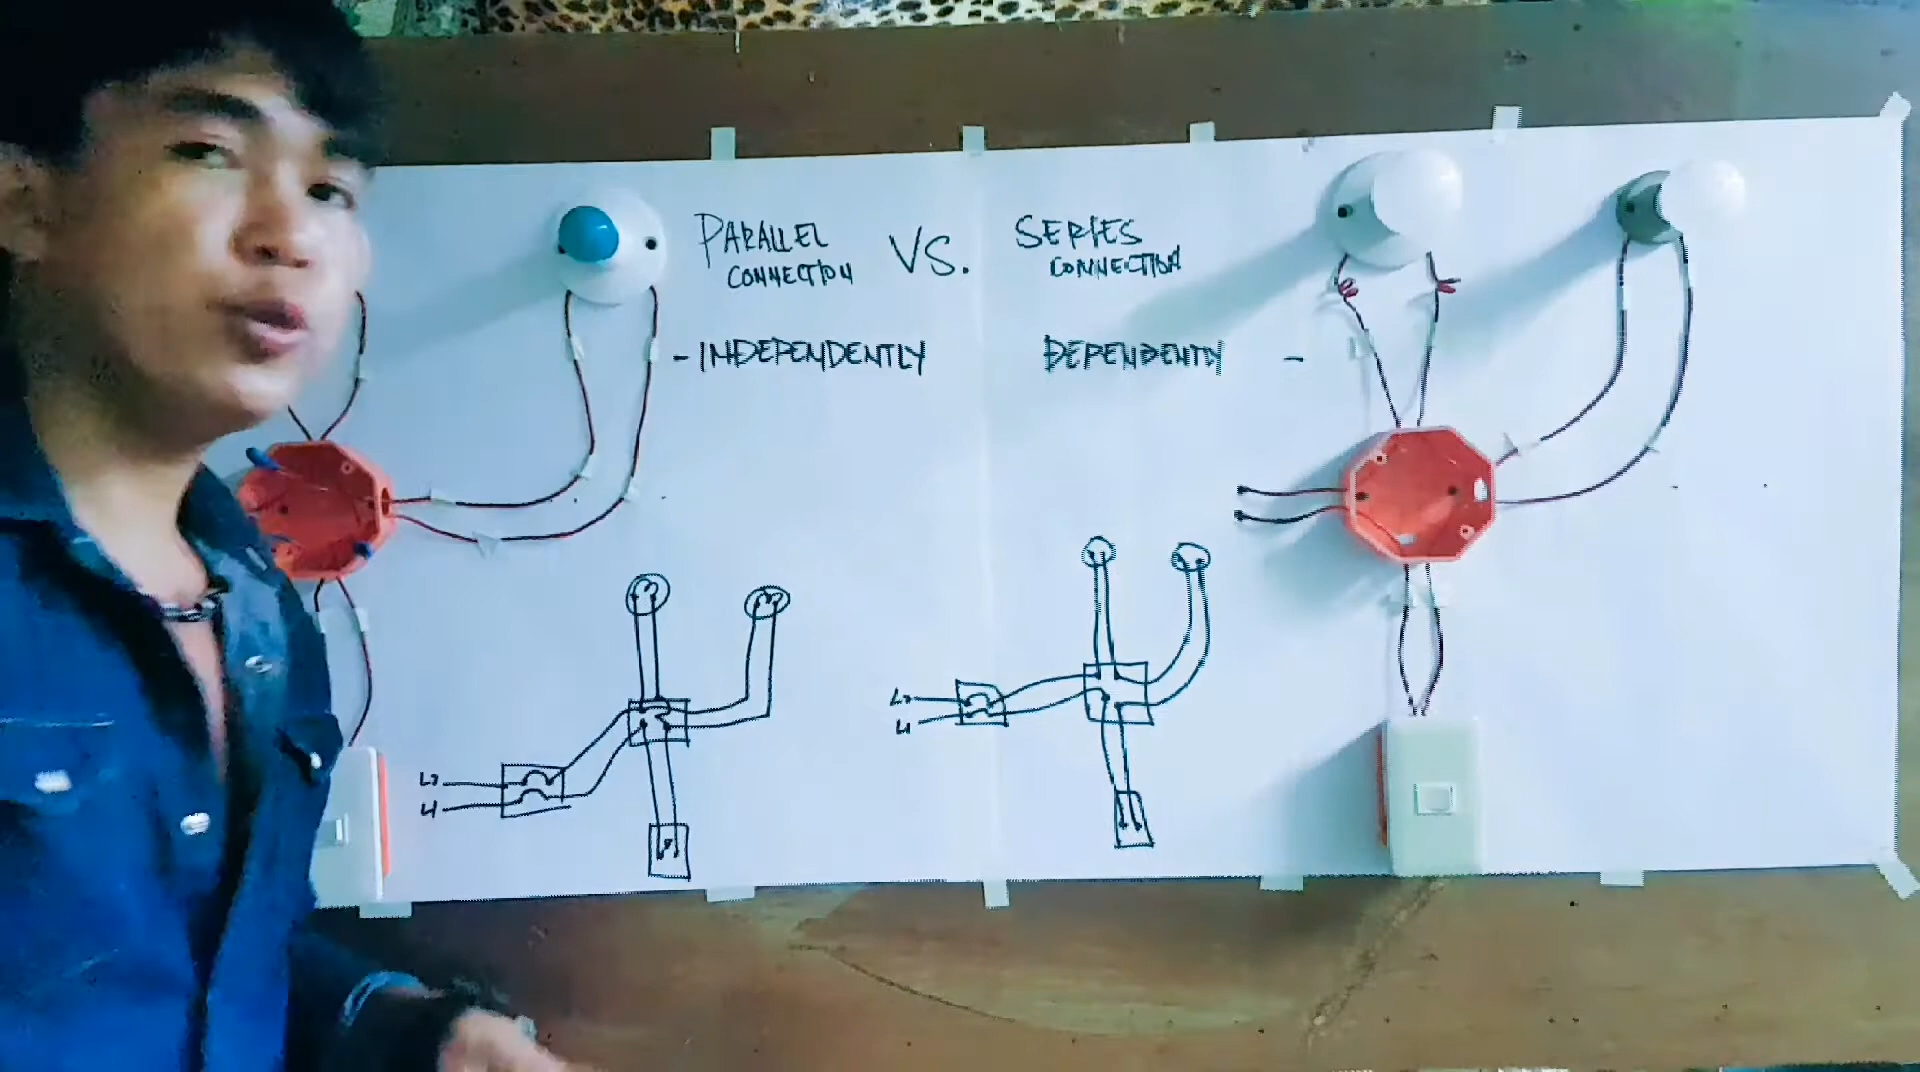 PARALLEL
CONNECTION
VS.
SERIES
CONNECTION
- INDEPENDENTLY
DEPENDENTLY -
L2
L1
L2
L1